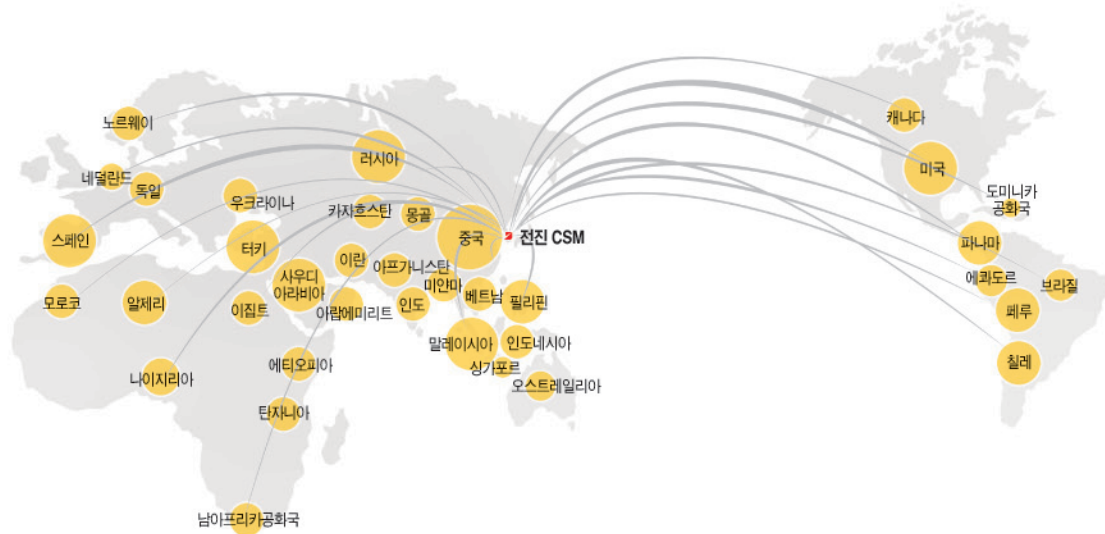 노르웨이
캐나다
러시아
미국
네덜란드
독일
우크라이나
카자흐스탄
몽골
도미니카
공화국
스페인
터키
중국
전진 CSM
파나마
이란
아프가니스탄
사우디
아라비아
미얀마
에콰도르
브라질
모로코
알제리
이집트
아랍에미리트
인도
베트남
필리핀
페루
말레이시아
인도네시아
싱가포르
칠레
에티오피아
나이지리아
오스트레일리아
탄자니아
남아프리카공화국